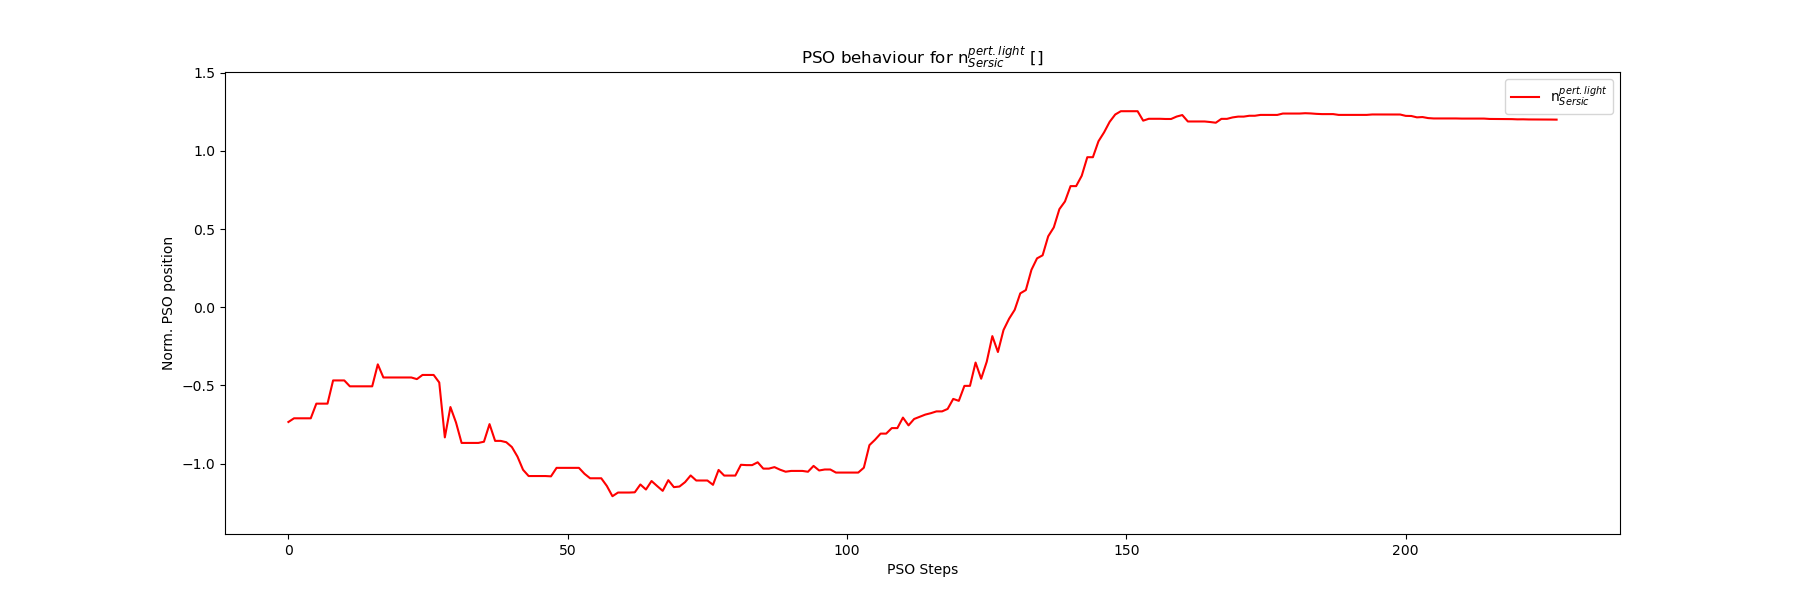 PSO behaviour for n^{pert. light}_{Sersic} []
n^{pert. light}_{Sersic}
Norm. PSO position
1.5
1.0
0.5
0.0
−0.5
−1.0
0 50 100 150 200
PSO Steps